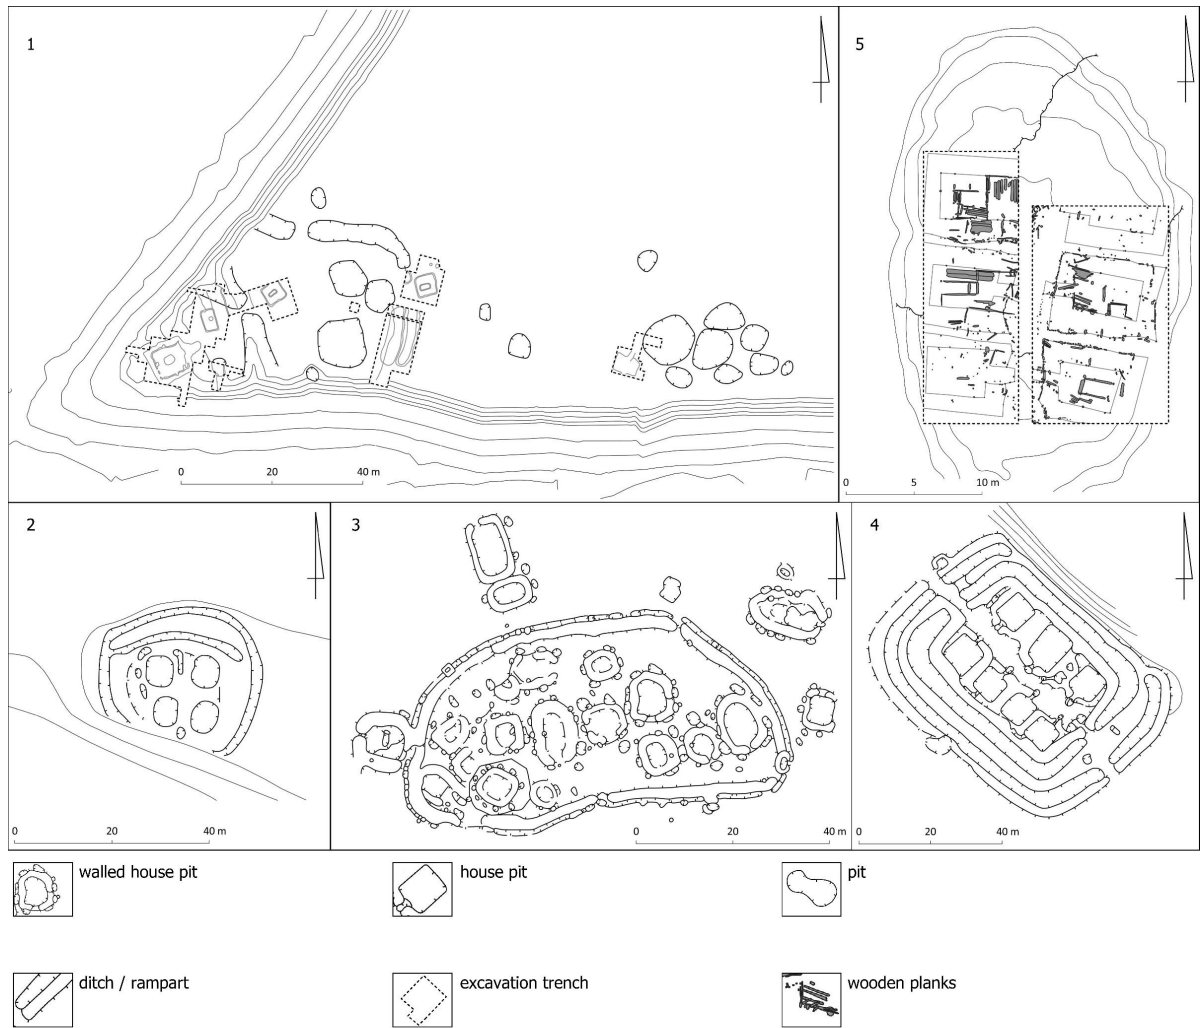 1
0 20 40 m
5
0 5 10 m
2
0 20 40 m
3
0 20 40 m
4
0 20 40 m
walled house pit
house pit
pit
ditch / rampart
excavation trench
wooden planks